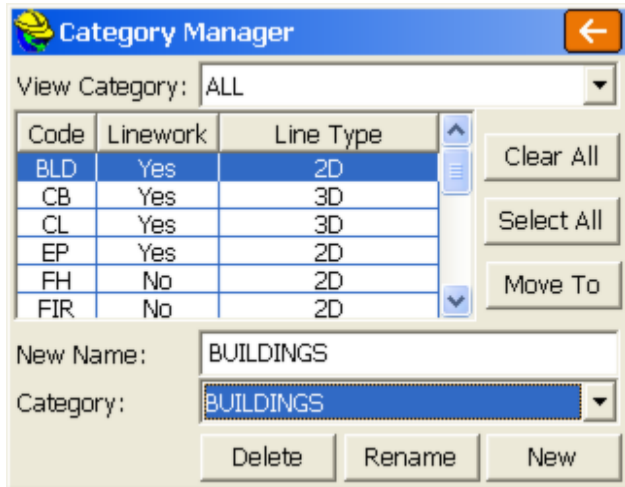 Category Manager
View Category: ALL
Code Linework Line Type
BLD Yes 2D
CB Yes 3D
CL Yes 3D
EP Yes 2D
FH No 2D
FIR No 2D
Clear All
Select All
Move To
New Name: BUILDINGS
Category: BUILDINGS
Delete Rename New